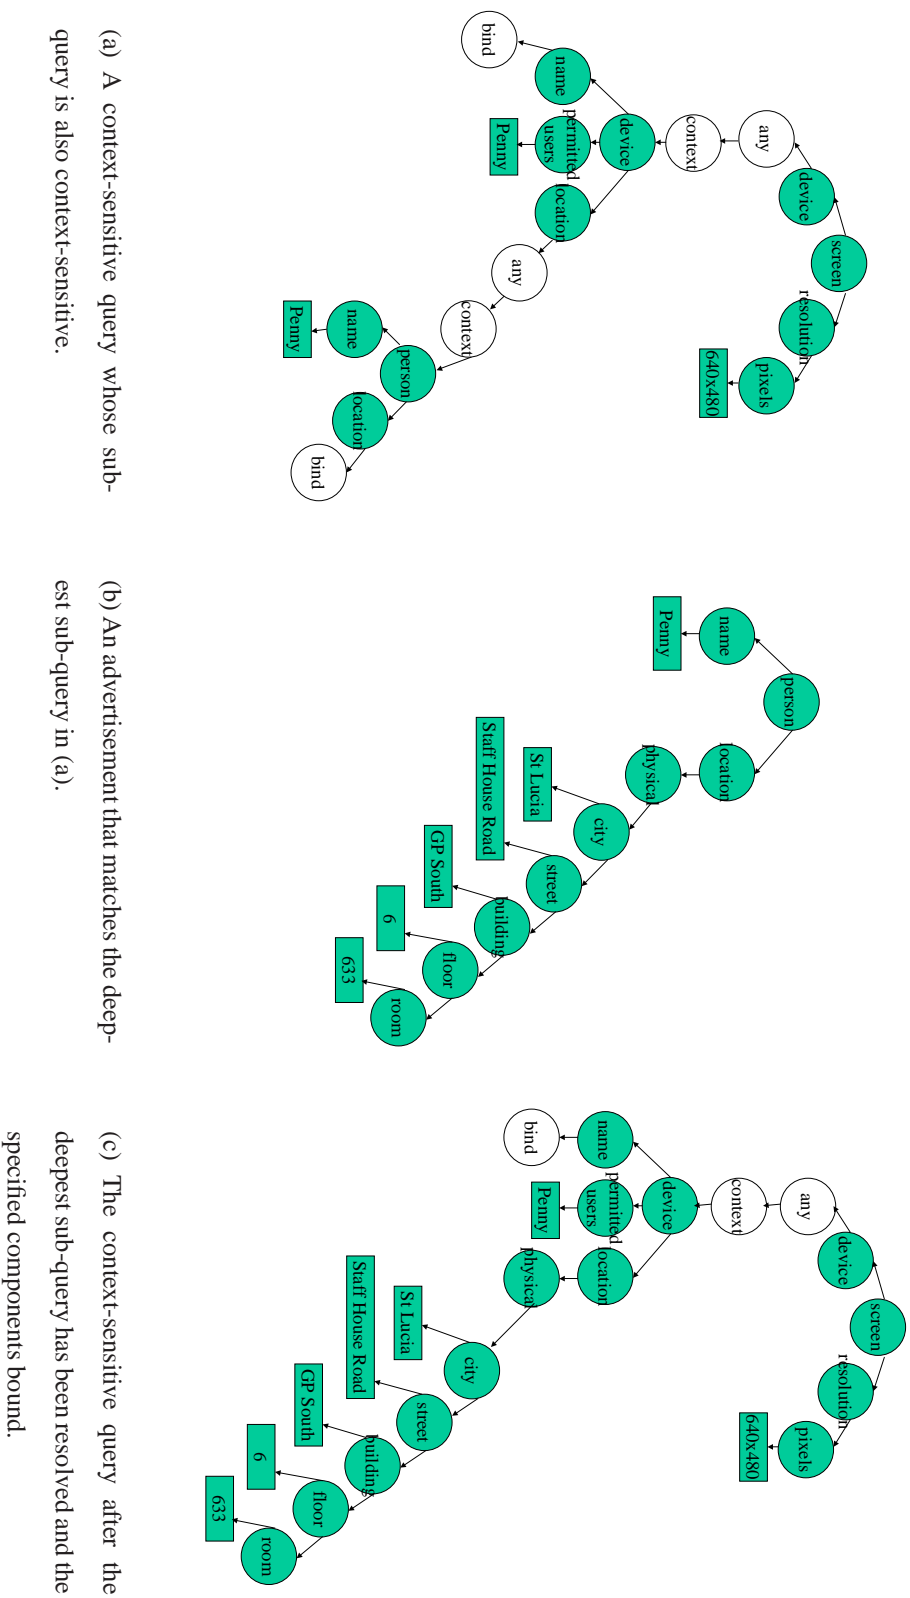 screen
device
resolution
any
pixels
context
640x480
device
name
permitted
users
location
bind
Penny
any
context
person
name
location
Penny
bind
(a) A context-sensitive query whose sub-
query is also context-sensitive.
person
name
location
Penny
physical
city
St Lucia
street
Staff House Road
building
GP South
floor
6
room
633
(b) An advertisement that matches the deep-
est sub-query in (a).
screen
device
resolution
any
pixels
context
640x480
device
name
permitted
users
location
bind
Penny
physical
city
St Lucia
street
Staff House Road
building
GP South
floor
6
room
633
(c) The context-sensitive query after the
deepest sub-query has been resolved and the
specified components bound.